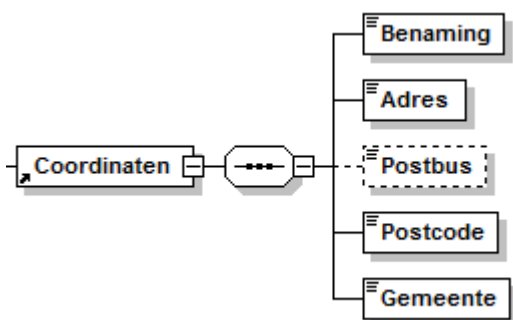 Benaming
Adres
Coordinaten
Postbus
Postcode
Gemeente